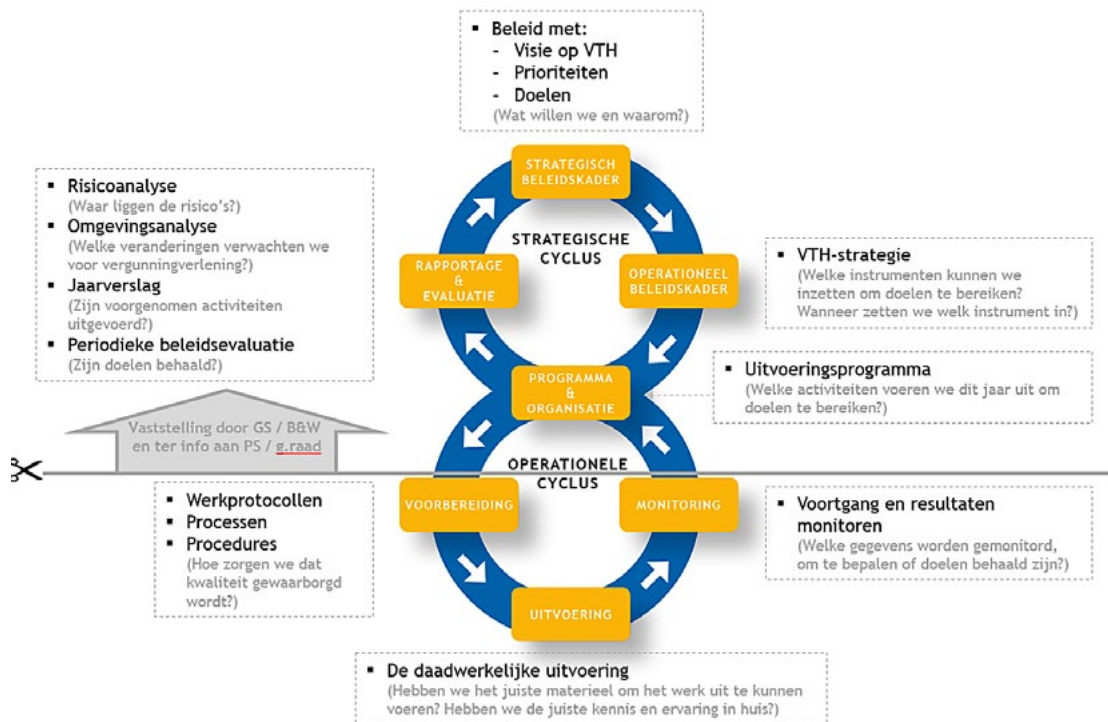 ▪ Beleid met:
- Visie op VTH
- Prioriteiten
- Doelen
(Wat willen we en waarom?)
STRATEGISCH
BELEIDSKADER
▪ Risicoanalyse
(Waar liggen de risico's?)
▪ Omgevingsanalyse
(Welke veranderingen verwachten we
voor vergunningverlening?)
▪ Jaarverslag
(Zijn voorgenomen activiteiten
uitgevoerd?)
▪ Periodieke beleidsevaluatie
(Zijn doelen behaald?)
STRATEGISCHE
CYCLUS
RAPPORTAGE
&
EVALUATIE
OPERATIONEEL
BELEIDSKADER
▪ VTH-strategie
(Welke instrumenten kunnen we
inzetten om doelen te bereiken?
Wanneer zetten we welk instrument in?)
PROGRAMMA
&
ORGANISATIE
▪ Uitvoeringsprogramma
(Welke activiteiten voeren we dit jaar uit om
doelen te bereiken?)
Vaststelling door GS / B&W
en ter info aan PS / g.raad
OPERATIONELE
CYCLUS
▪ Werkprotocollen
▪ Processen
▪ Procedures
(Hoe zorgen we dat
kwaliteit gewaarborgd
wordt?)
VOORBEREIDING
MONITORING
▪ Voortgang en resultaten
monitoren
(Welke gegevens worden gemonitord,
om te bepalen of doelen behaald zijn?)
UITVOERING
▪ De daadwerkelijke uitvoering
(Hebben we het juiste materieel om het werk uit te kunnen
voeren? Hebben we de juiste kennis en ervaring in huis?)